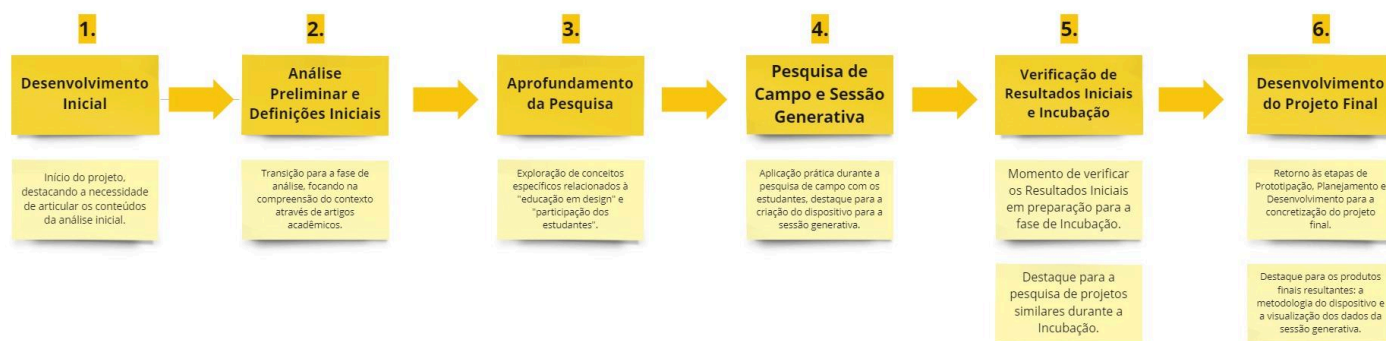 1.
Desenvolvimento
Inicial
Início do projeto,
destacando a necessidade
de articular os conteúdos
da análise inicial.
2.
Análise
Preliminar e
Definições Iniciais
Transição para a fase de
análise, focando na
compreensão do contexto
através de artigos
acadêmicos.
3.
Aprofundamento
da Pesquisa
Exploração de conceitos
específicos relacionados à
"educação em design" e
"participação dos
estudantes".
4.
Pesquisa de
Campo e Sessão
Generativa
Aplicação prática durante a
pesquisa de campo com os
estudantes, destaque para a
criação do dispositivo para a
sessão generativa.
5.
Verificação de
Resultados Iniciais
e Incubação
Momento de verificar
os Resultados Iniciais
em preparação para a
fase de Incubação.
Destaque para a
pesquisa de projetos
similares durante a
Incubação.
6.
Desenvolvimento
do Projeto Final
Retorno às etapas de
Prototipação, Planejamento e
Desenvolvimento para a
concretização do projeto
final.
Destaque para os produtos
finais resultantes: a
metodologia do dispositivo e
a visualização dos dados da
sessão generativa.